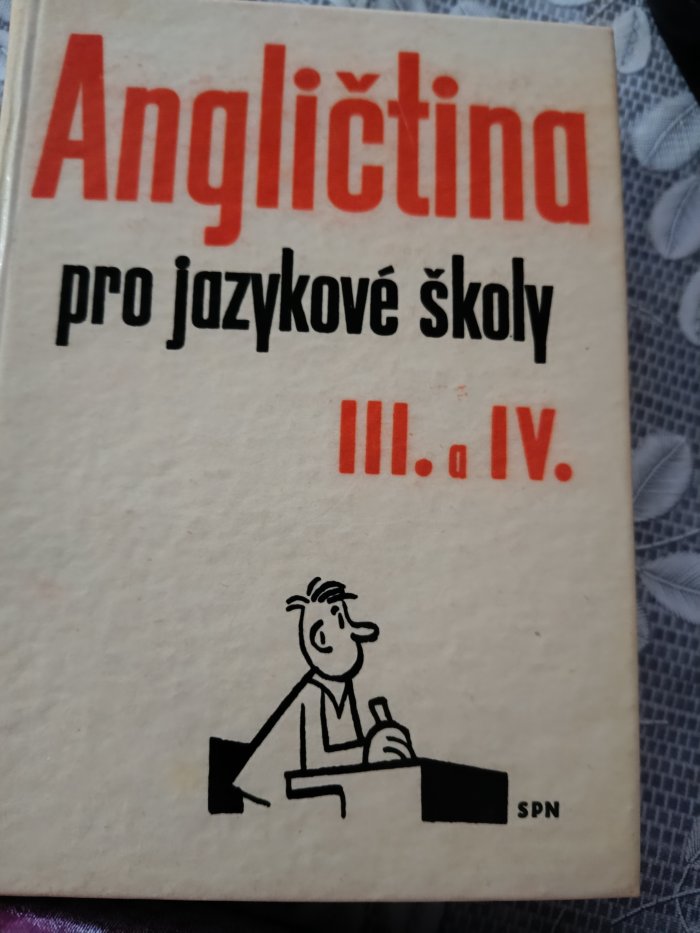 Angličtina
pro jazykové školy
III. a IV.
SPN